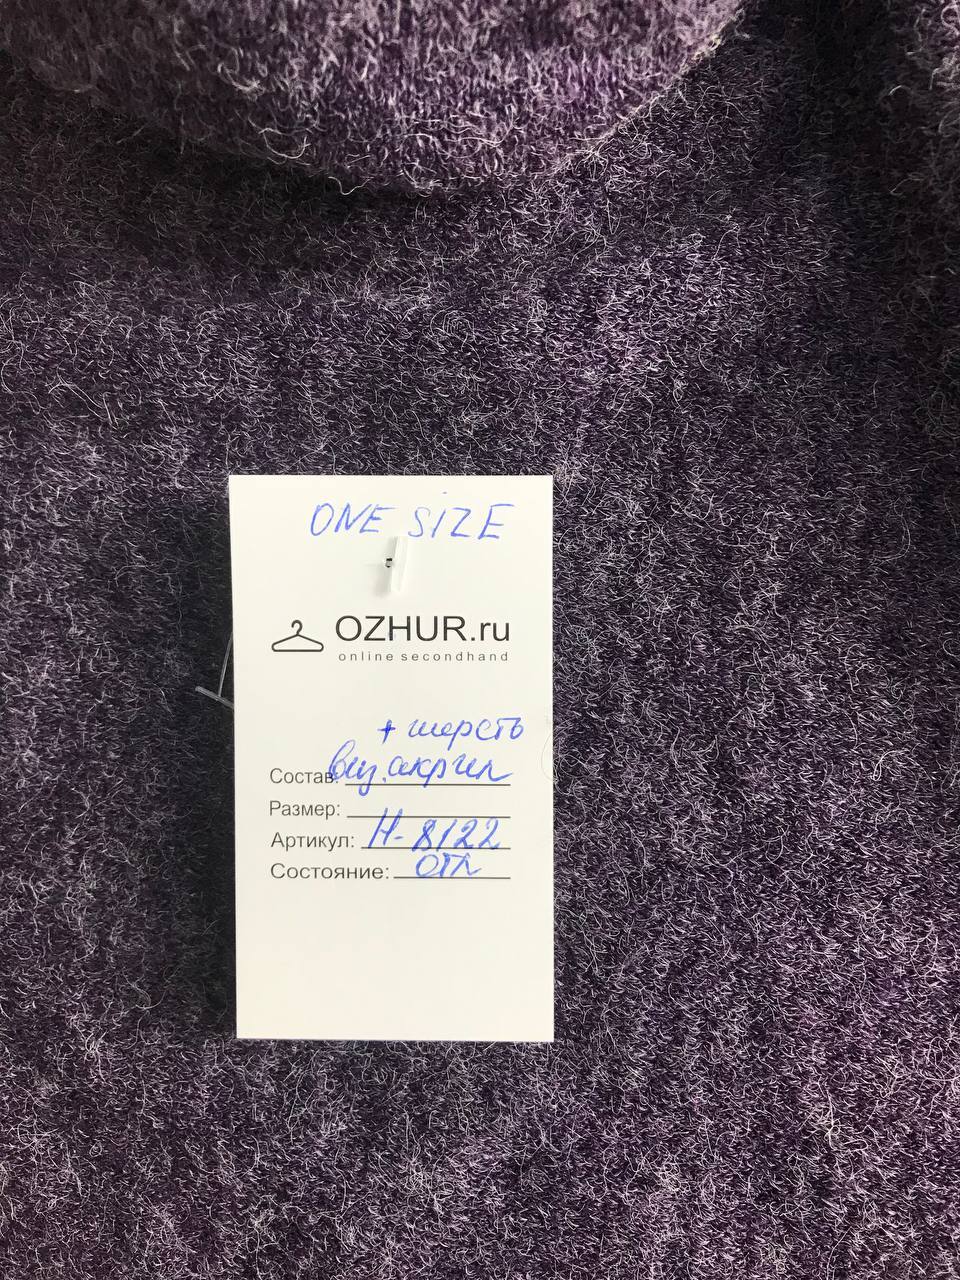 ONE SIZE
OZHUR.ru
online secondhand
+ шерсть
Состав: виз. акрил
Размер:
Артикул: Н-8122
Состояние: отл